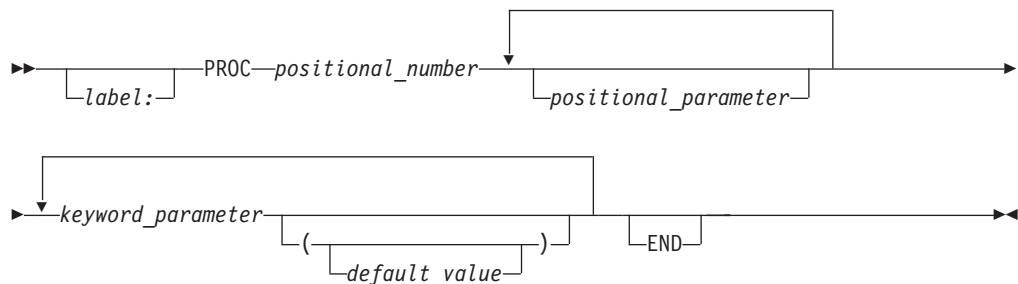 PROC positional_number
label:
positional_parameter
keyword_parameter
( )
END
default value